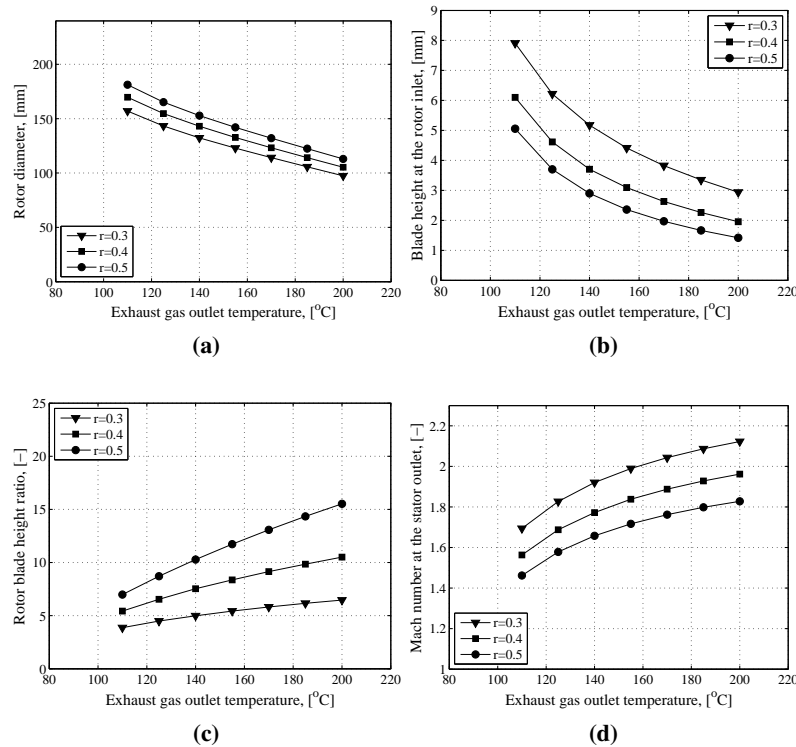 200
150
100
50
0
Rotor diameter, [mm]
r=0.3
r=0.4
r=0.5
80 100 120 140 160 180 200 220
Exhaust gas outlet temperature, [°C]
(a)
9
8
7
6
5
4
3
2
1
0
Blade height at the rotor inlet, [mm]
r=0.3
r=0.4
r=0.5
80 100 120 140 160 180 200 220
Exhaust gas outlet temperature, [°C]
(b)
25
20
15
10
5
0
Rotor blade height ratio, [−]
r=0.3
r=0.4
r=0.5
80 100 120 140 160 180 200 220
Exhaust gas outlet temperature, [°C]
(c)
2.2
2
1.8
1.6
1.4
1.2
1
Mach number at the stator outlet, [−]
r=0.3
r=0.4
r=0.5
80 100 120 140 160 180 200 220
Exhaust gas outlet temperature, [°C]
(d)